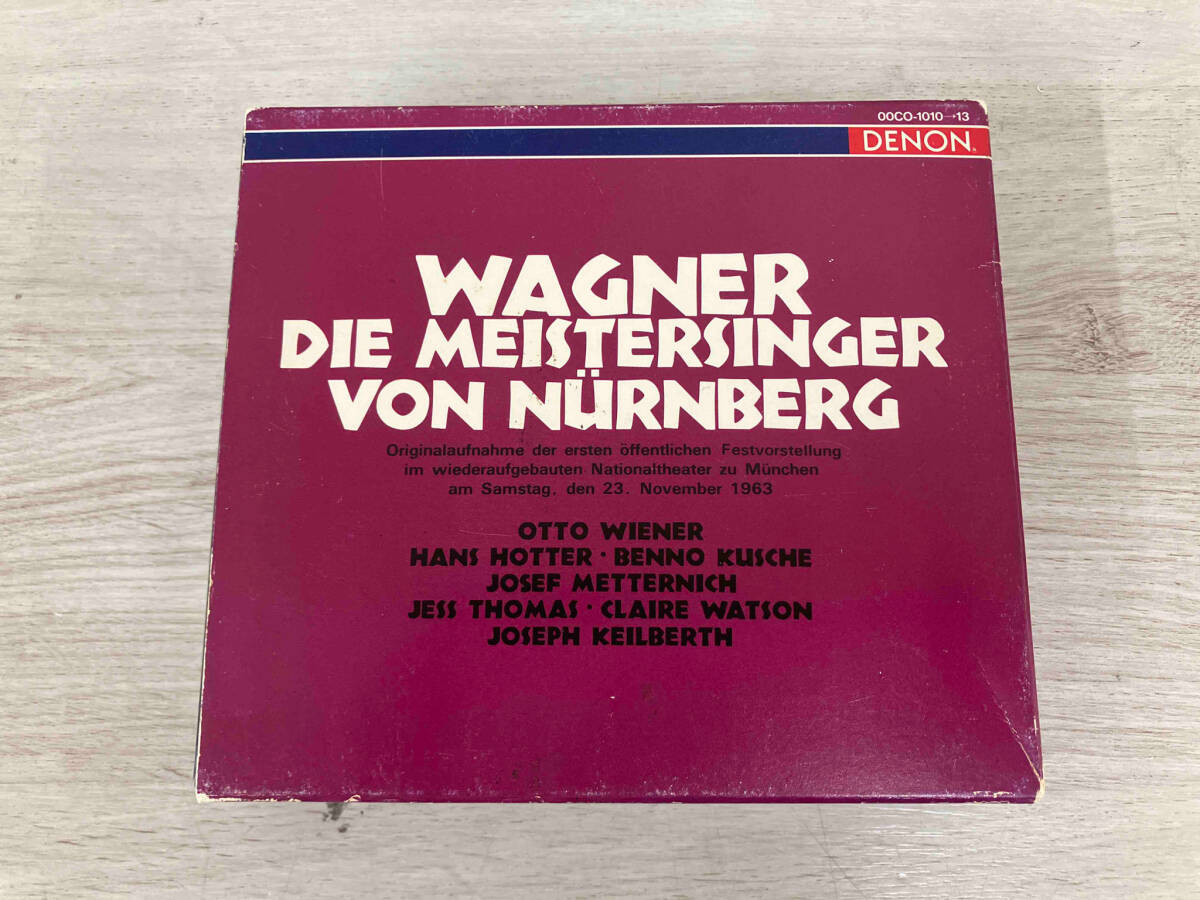 00CO-1010→13
DENON
WAGNER
DIE MEISTERSINGER
VON NÜRNBERG
Originalaufnahme der ersten öffentlichen Festvorstellung
im wiederaufgebauten Nationaltheater zu München
am Samstag, den 23. November 1963
OTTO WIENER
HANS HOTTER · BENNO KUSCHE
JOSEF METTERNICH
JESS THOMAS · CLAIRE WATSON
JOSEPH KEILBERTH